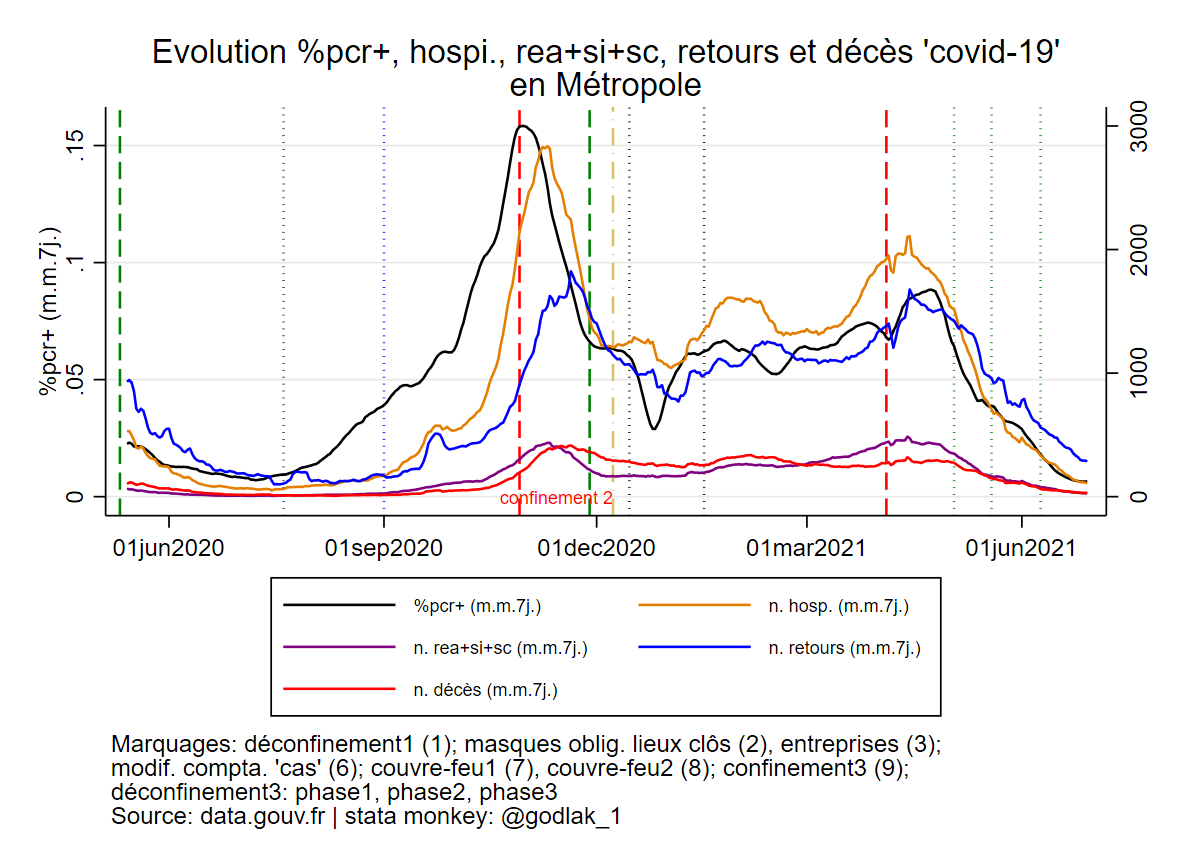 Evolution %pcr+, hospi., rea+si+sc, retours et décès 'covid-19'
en Métropole
%pcr+ (m.m.7j.)
.15
.1
.05
0
3000
2000
1000
0
confinement 2
01jun2020
01sep2020
01dec2020
01mar2021
01jun2021
%pcr+ (m.m.7j.)
n. hosp. (m.m.7j.)
n. rea+si+sc (m.m.7j.)
n. retours (m.m.7j.)
n. décès (m.m.7j.)
Marquages: déconfinement1 (1); masques oblig. lieux clôs (2), entreprises (3);
modif. compta. 'cas' (6); couvre-feu1 (7), couvre-feu2 (8); confinement3 (9);
déconfinement3: phase1, phase2, phase3
Source: data.gouv.fr | stata monkey: @godlak_1